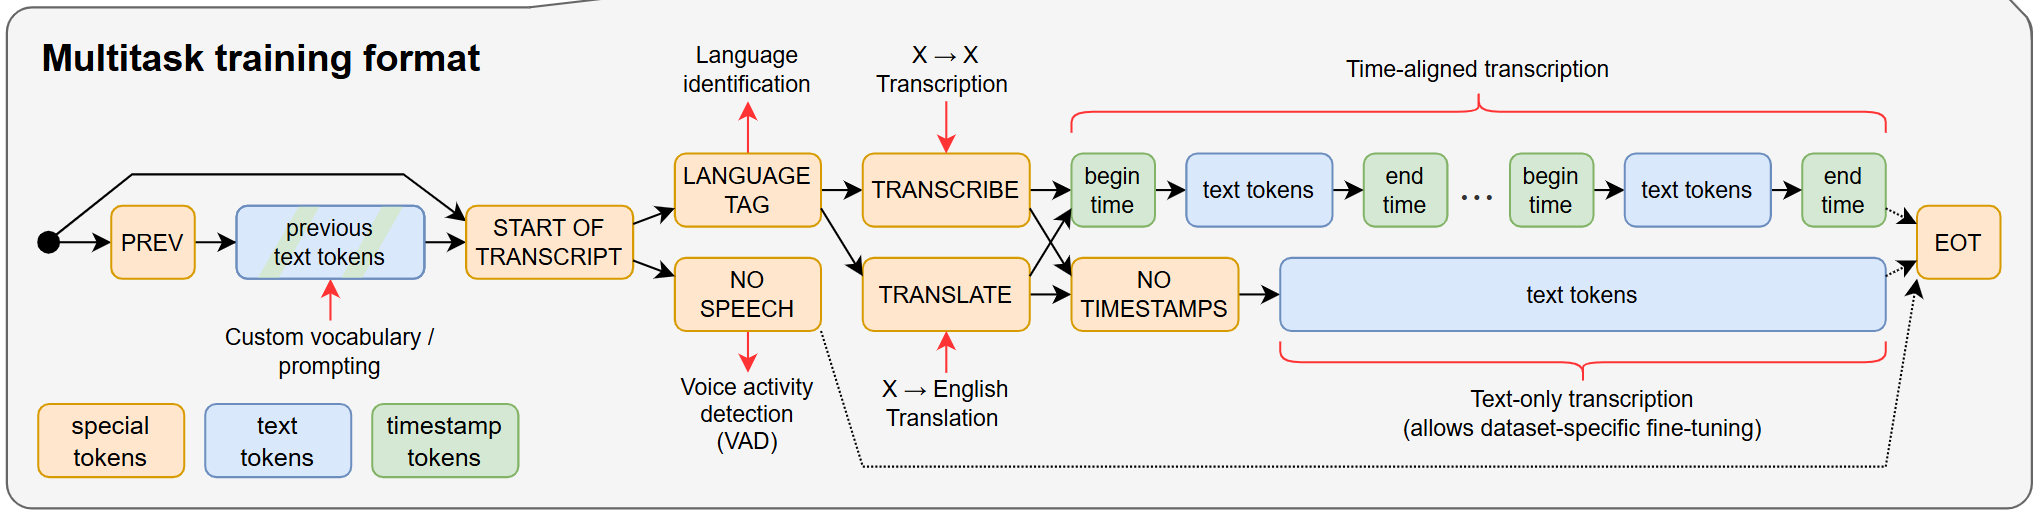 Multitask training format
Language
identification
X → X
Transcription
Time-aligned transcription
PREV
previous
text tokens
Custom vocabulary /
prompting
START OF
TRANSCRIPT
LANGUAGE
TAG
NO
SPEECH
Voice activity
detection
(VAD)
TRANSCRIBE
TRANSLATE
X → English
Translation
begin
time
text tokens
end
time
...
begin
time
text tokens
end
time
NO
TIMESTAMPS
text tokens
Text-only transcription
(allows dataset-specific fine-tuning)
EOT
special
tokens
text
tokens
timestamp
tokens